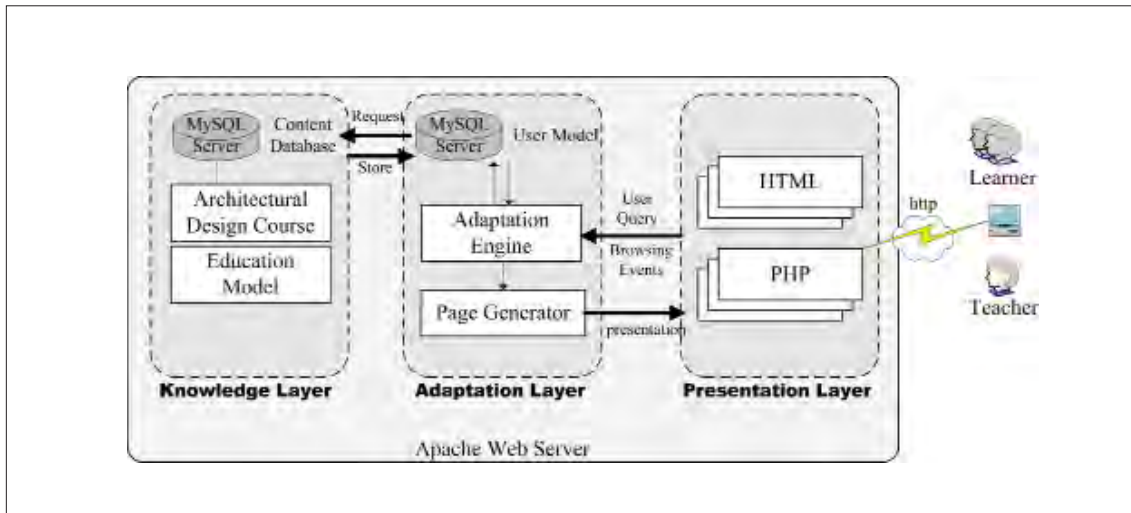 MySQL
Server
Content
Database
Architectural
Design Course
Education
Model
Knowledge Layer
Request
Store
MySQL
Server
User Model
Adaptation
Engine
Page Generator
Adaptation Layer
User
Query
Browsing
Events
presentation
HTML
PHP
Presentation Layer
http
Learner
Teacher
Apache Web Server